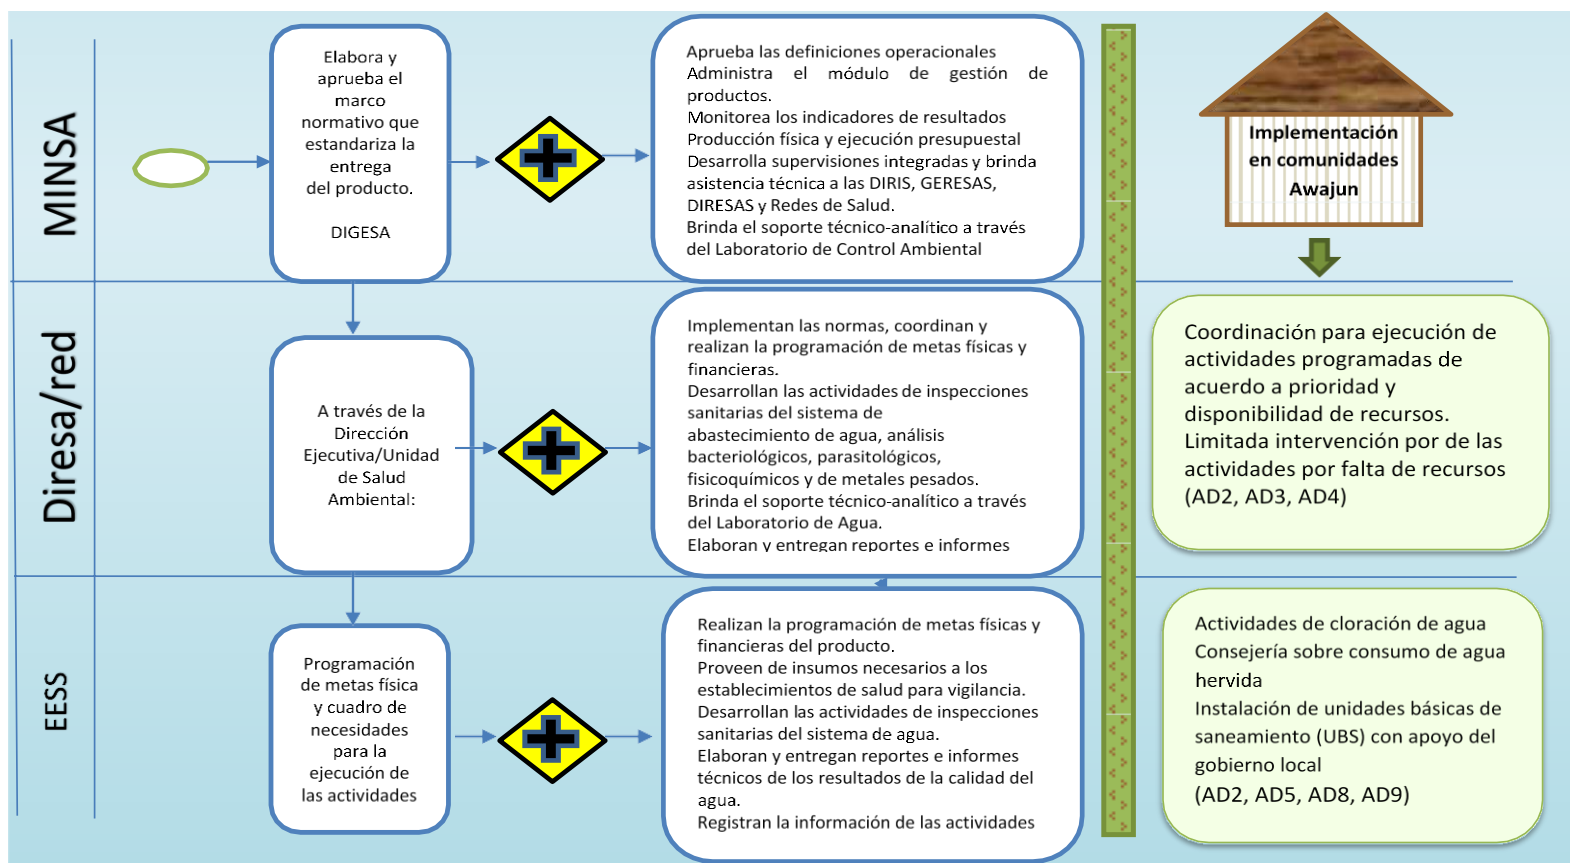 MINSA
Elabora y
aprueba el
marco
normativo que
estandariza la
entrega
del producto.
DIGESA
Aprueba las definiciones operacionales
Administra el módulo de gestión de
productos.
Monitorea los indicadores de resultados
Producción física y ejecución presupuestal
Desarrolla supervisiones integradas y brinda
asistencia técnica a las DIRIS, GERESAS,
DIRESAS y Redes de Salud.
Brinda el soporte técnico-analítico a través
del Laboratorio de Control Ambiental
Implementación
en comunidades
Awajun
Diresa/red
A través de la
Dirección
Ejecutiva/Unidad
de Salud
Ambiental:
Implementan las normas, coordinan y
realizan la programación de metas físicas y
financieras.
Desarrollan las actividades de inspecciones
sanitarias del sistema de
abastecimiento de agua, análisis
bacteriológicos, parasitológicos,
fisicoquímicos y de metales pesados.
Brinda el soporte técnico-analítico a través
del Laboratorio de Agua.
Elaboran y entregan reportes e informes
Coordinación para ejecución de
actividades programadas de
acuerdo a prioridad y
disponibilidad de recursos.
Limitada intervención por de las
actividades por falta de recursos
(AD2, AD3, AD4)
EESS
Programación
de metas física
y cuadro de
necesidades
para la
ejecución de
las actividades
Realizan la programación de metas físicas y
financieras del producto.
Proveen de insumos necesarios a los
establecimientos de salud para vigilancia.
Desarrollan las actividades de inspecciones
sanitarias del sistema de agua.
Elaboran y entregan reportes e informes
técnicos de los resultados de la calidad del
agua.
Registran la información de las actividades
Actividades de cloración de agua
Consejería sobre consumo de agua
hervida
Instalación de unidades básicas de
saneamiento (UBS) con apoyo del
gobierno local
(AD2, AD5, AD8, AD9)